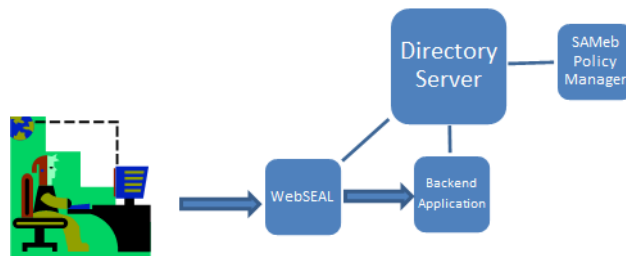 Directory
Server
SAMeb
Policy
Manager
WebSEAL
Backend
Application